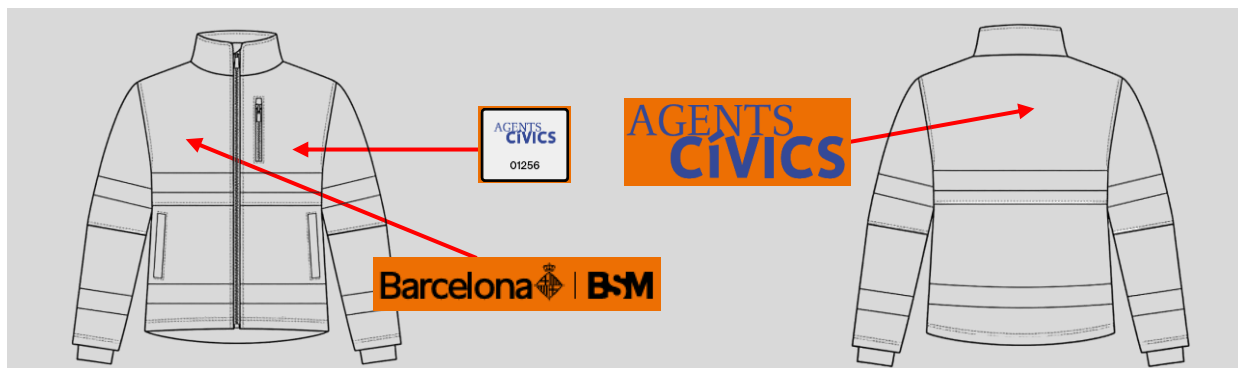 AGENTS
CÍVICS
01256
AGENTS
CíVICS
Barcelona | BSM